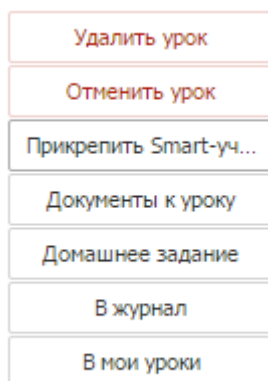 Удалить урок
Отменить урок
Прикрепить Smart-уч...
Документы к уроку
Домашнее задание
В журнал
В мои уроки